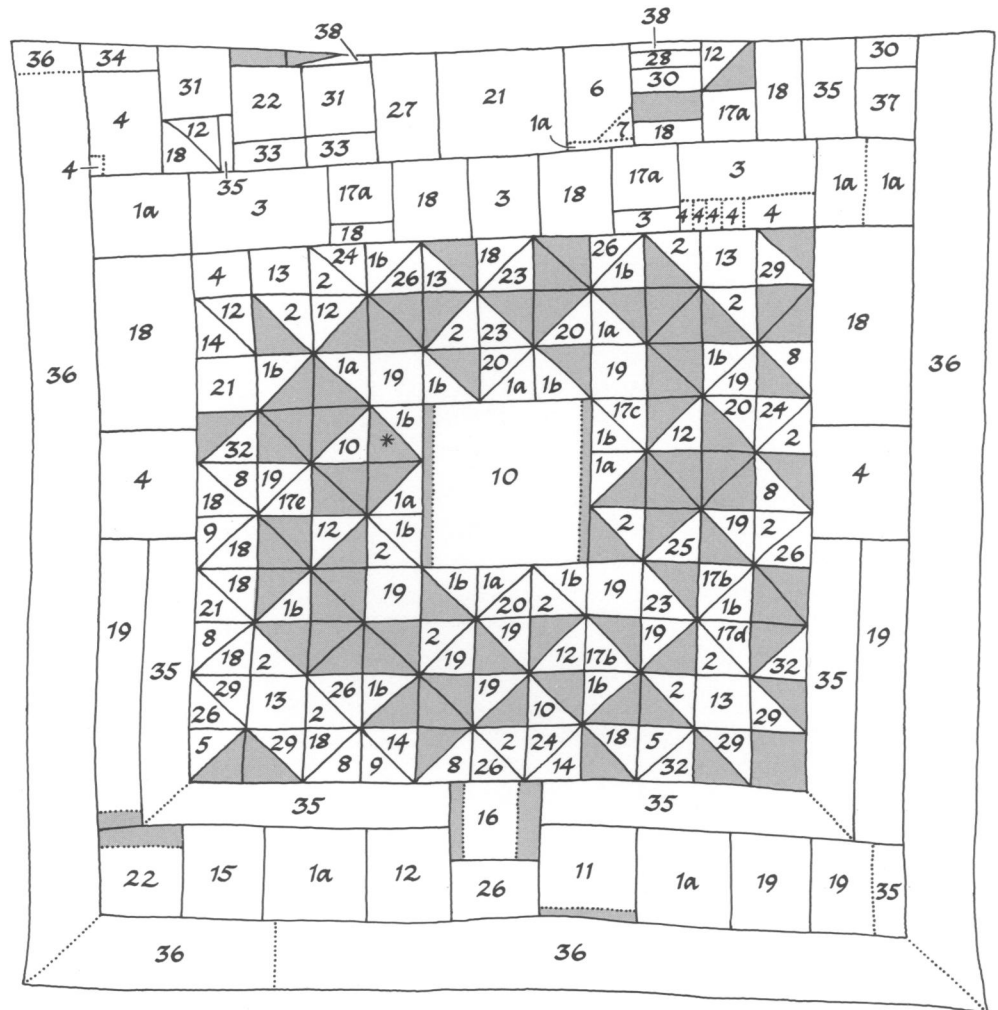 38
38
36 34 31 22 31 27 21 6 28 12 18 35 30
30
4 12 1a 7 18 17a 37
18 33 33
4 35
1a 3 17a 18 3 18 17a 3 1a 1a
18 3 4 4 4 4 4
4 13 24 1b 18 26 2 13
2 26 13 23 1b 29
18 12 2 12 2 18
14 2 23 20 1a
21 1b 1a 19 1b 20 19 1b 8
1a 1b 19
36 1b 17c 20 24 36
32 10 * 10 1b 12 2
4 8 19 1a 4
18 17e 1a 8
9 12 1b 2 19 2
18 2 25 26
18 19 1b 1a 1b 19 17b
21 1b 20 2 23 1b
19 8 2 19 19 17d 19
35 18 2 19 12 17b 2 32 35
29 13 26 1b 19 1b 2 13
26 2 10 29
5 29 18 14 2 24 18 5 29
8 9 8 26 14 32
35 16 35
22 15 1a 12 26 11 1a 19 19 35
36 36